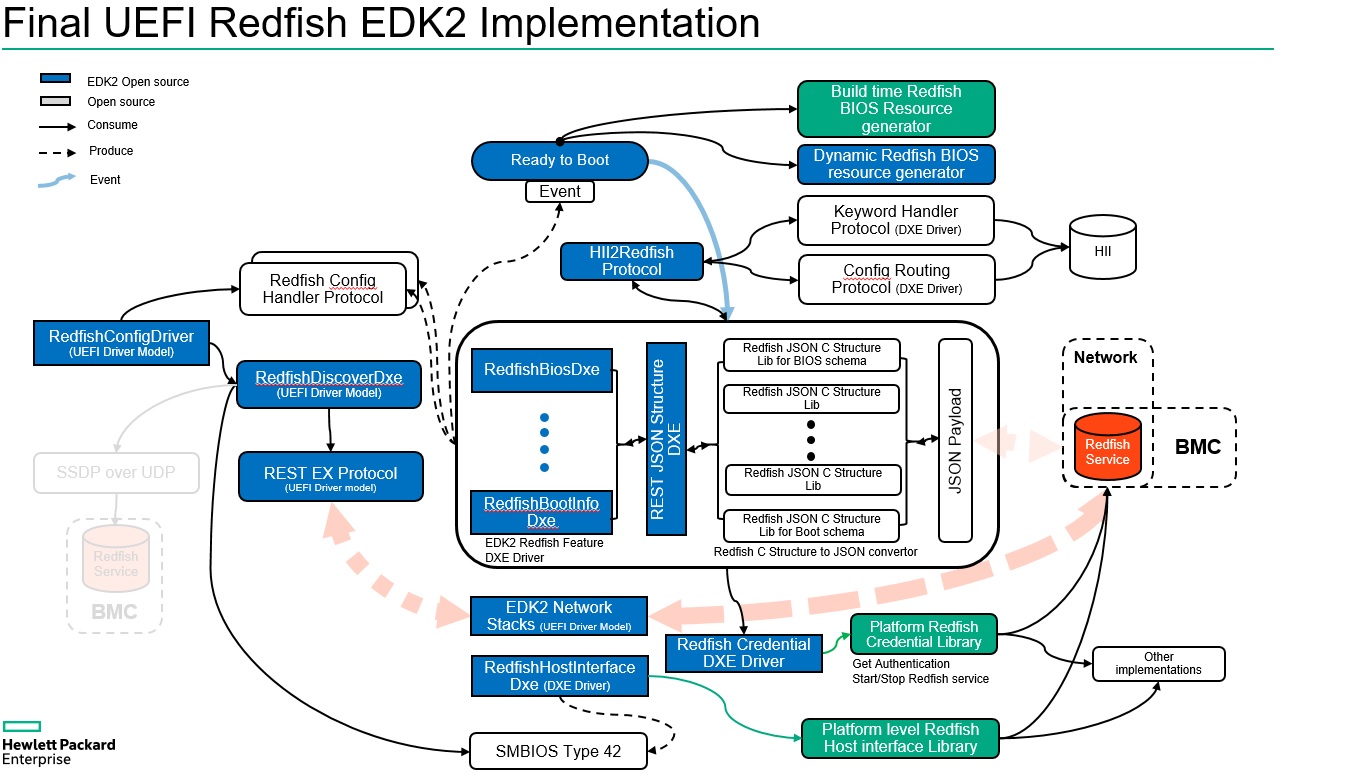 Final UEFI Redfish EDK2 Implementation
EDK2 Open source
Open source
Consume
Produce
Event
Build time Redfish
BIOS Resource
generator
Ready to Boot
Event
Dynamic Redfish BIOS
resource generator
Keyword Handler
Protocol (DXE Driver)
HII2Redfish
Protocol
Config Routing
Protocol (DXE Driver)
HII
Redfish Config
Handler Protocol
RedfishConfigDriver
(UEFI Driver Model)
RedfishDiscoverDxe
(UEFI Driver Model)
REST EX Protocol
(UEFI Driver model)
SSDP over UDP
Redfish
Service
BMC
RedfishBiosDxe
RedfishBootInfo
Dxe
EDK2 Redfish Feature
DXE Driver
REST JSON Structure
DXE
Redfish JSON C Structure
Lib for BIOS schema
Redfish JSON C Structure
Lib
Redfish JSON C Structure
Lib
Redfish JSON C Structure
Lib for Boot schema
Redfish C Structure to JSON convertor
JSON Payload
Network
Redfish
Service
BMC
EDK2 Network
Stacks (UEFI Driver Model)
Redfish Credential
DXE Driver
Platform Redfish
Credential Library
Get Authentication
Start/Stop Redfish service
Other
implementations
RedfishHostInterface
Dxe (DXE Driver)
Platform level Redfish
Host interface Library
SMBIOS Type 42
Hewlett Packard
Enterprise